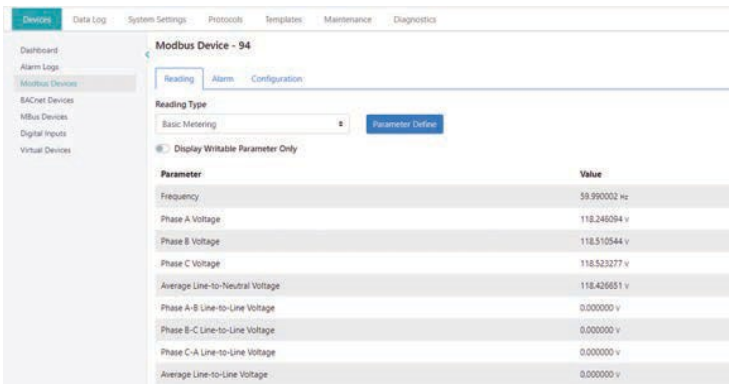 Devices Data Log System Settings Protocols Templates Maintenance Diagnostics
Dashboard
Alarm Logs
Modbus Devices
BACnet Devices
MBus Devices
Digital Inputs
Virtual Devices
Modbus Device - 94
Reading Alarm Configuration
Reading Type
Basic Metering Parameter Define
Display Writable Parameter Only
Parameter Value
Frequency 59.990002 Hz
Phase A Voltage 118.246094 V
Phase B Voltage 118.510544 V
Phase C Voltage 118.523277 V
Average Line-to-Neutral Voltage 118.426651 V
Phase A-B Line-to-Line Voltage 0.000000 V
Phase B-C Line-to-Line Voltage 0.000000 V
Phase C-A Line-to-Line Voltage 0.000000 V
Average Line-to-Line Voltage 0.000000 V